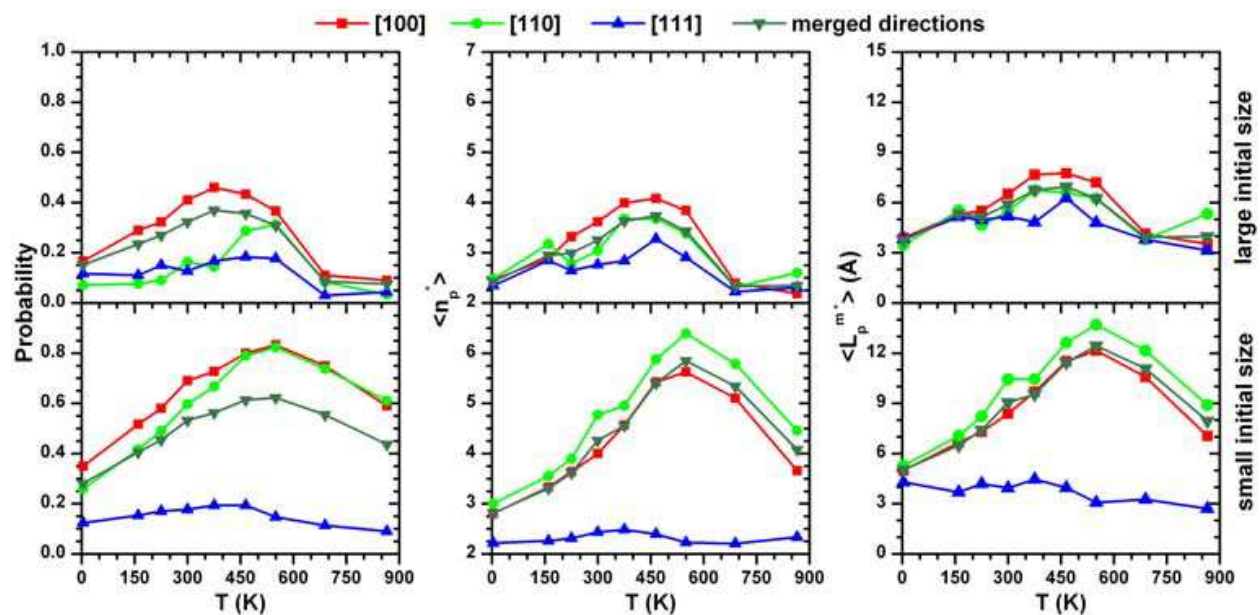 [100] [110] [111] merged directions
1.0
0.8
0.6
0.4
0.2
0.0
0.8
0.6
0.4
0.2
0.0
Probability
0 150 300 450 600 750 900
T (K)
7
6
5
4
3
2
6
5
4
3
2
<n_p^*>
0 150 300 450 600 750 900
T (K)
15
12
9
6
3
0
12
9
6
3
0
<L_p^m*> (Å)
0 150 300 450 600 750 900
T (K)
large initial size
small initial size